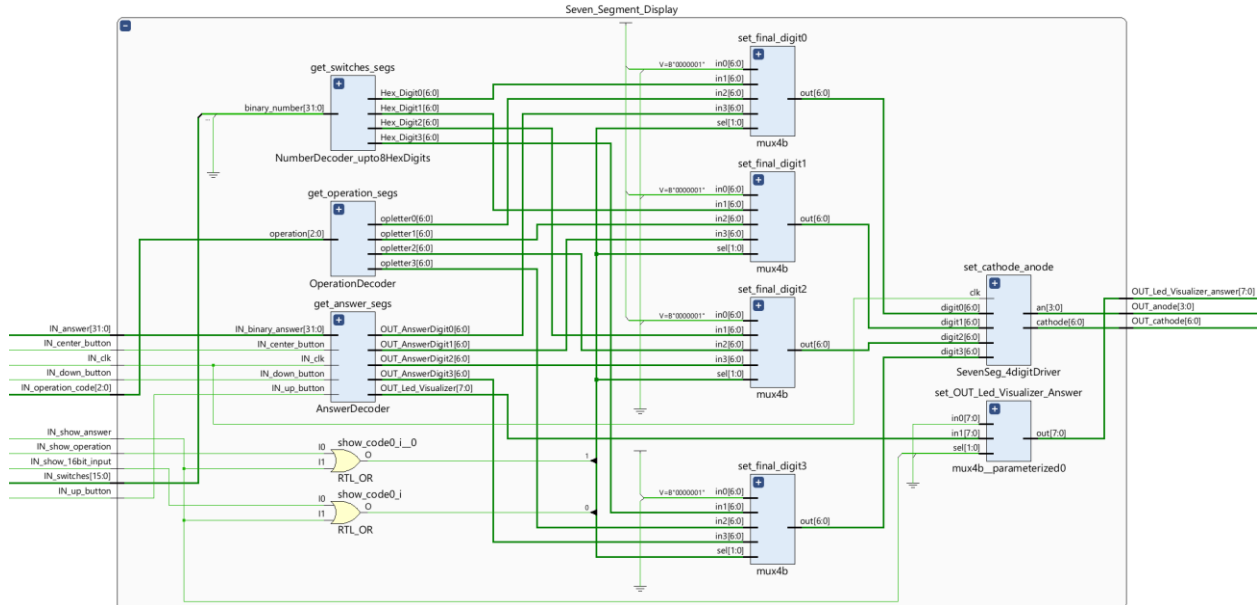 Seven_Segment_Display
get_switches_segs
binary_number[31:0]
Hex_Digit0[6:0]
Hex_Digit1[6:0]
Hex_Digit2[6:0]
Hex_Digit3[6:0]
NumberDecoder_upto8HexDigits
get_operation_segs
operation[2:0]
opletter0[6:0]
opletter1[6:0]
opletter2[6:0]
opletter3[6:0]
OperationDecoder
get_answer_segs
IN_binary_answer[31:0]
IN_center_button
IN_clk
IN_down_button
IN_up_button
OUT_AnswerDigit0[6:0]
OUT_AnswerDigit1[6:0]
OUT_AnswerDigit2[6:0]
OUT_AnswerDigit3[6:0]
OUT_Led_Visualizer[7:0]
AnswerDecoder
IN_answer[31:0]
IN_center_button
IN_clk
IN_down_button
IN_operation_code[2:0]
IN_show_answer
IN_show_operation
IN_show_16bit_input
IN_switches[15:0]
IN_up_button
show_code0_i__0
I0
I1
O
RTL_OR
1
show_code0_i
I0
I1
O
RTL_OR
0
set_final_digit0
V=B"0000001"
in0[6:0]
in1[6:0]
in2[6:0]
in3[6:0]
sel[1:0]
out[6:0]
mux4b
set_final_digit1
V=B"0000001"
in0[6:0]
in1[6:0]
in2[6:0]
in3[6:0]
sel[1:0]
out[6:0]
mux4b
set_final_digit2
in0[6:0]
in1[6:0]
in2[6:0]
in3[6:0]
sel[1:0]
out[6:0]
mux4b
set_final_digit3
V=B"0000001"
in0[6:0]
in1[6:0]
in2[6:0]
in3[6:0]
sel[1:0]
out[6:0]
mux4b
set_cathode_anode
clk
digit0[6:0]
digit1[6:0]
digit2[6:0]
digit3[6:0]
an[3:0]
cathode[6:0]
SevenSeg_4digitDriver
set_OUT_Led_Visualizer_Answer
in0[7:0]
in1[7:0]
sel[1:0]
out[7:0]
mux4b__parameterized0
OUT_Led_Visualizer_answer[7:0]
OUT_anode[3:0]
OUT_cathode[6:0]